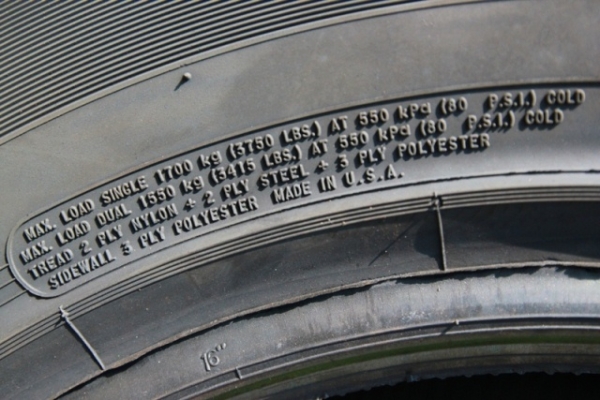 MAX. LOAD SINGLE 1700 kg (3750 LBS.) AT 550 kPa (80 P.S.I.) COLD
MAX. LOAD DUAL 1550 kg (3415 LBS.) AT 550 kPa (80 P.S.I.) COLD
TREAD 2 PLY NYLON + 2 PLY STEEL + 3 PLY POLYESTER
SIDEWALL 3 PLY POLYESTER MADE IN U.S.A.
16"